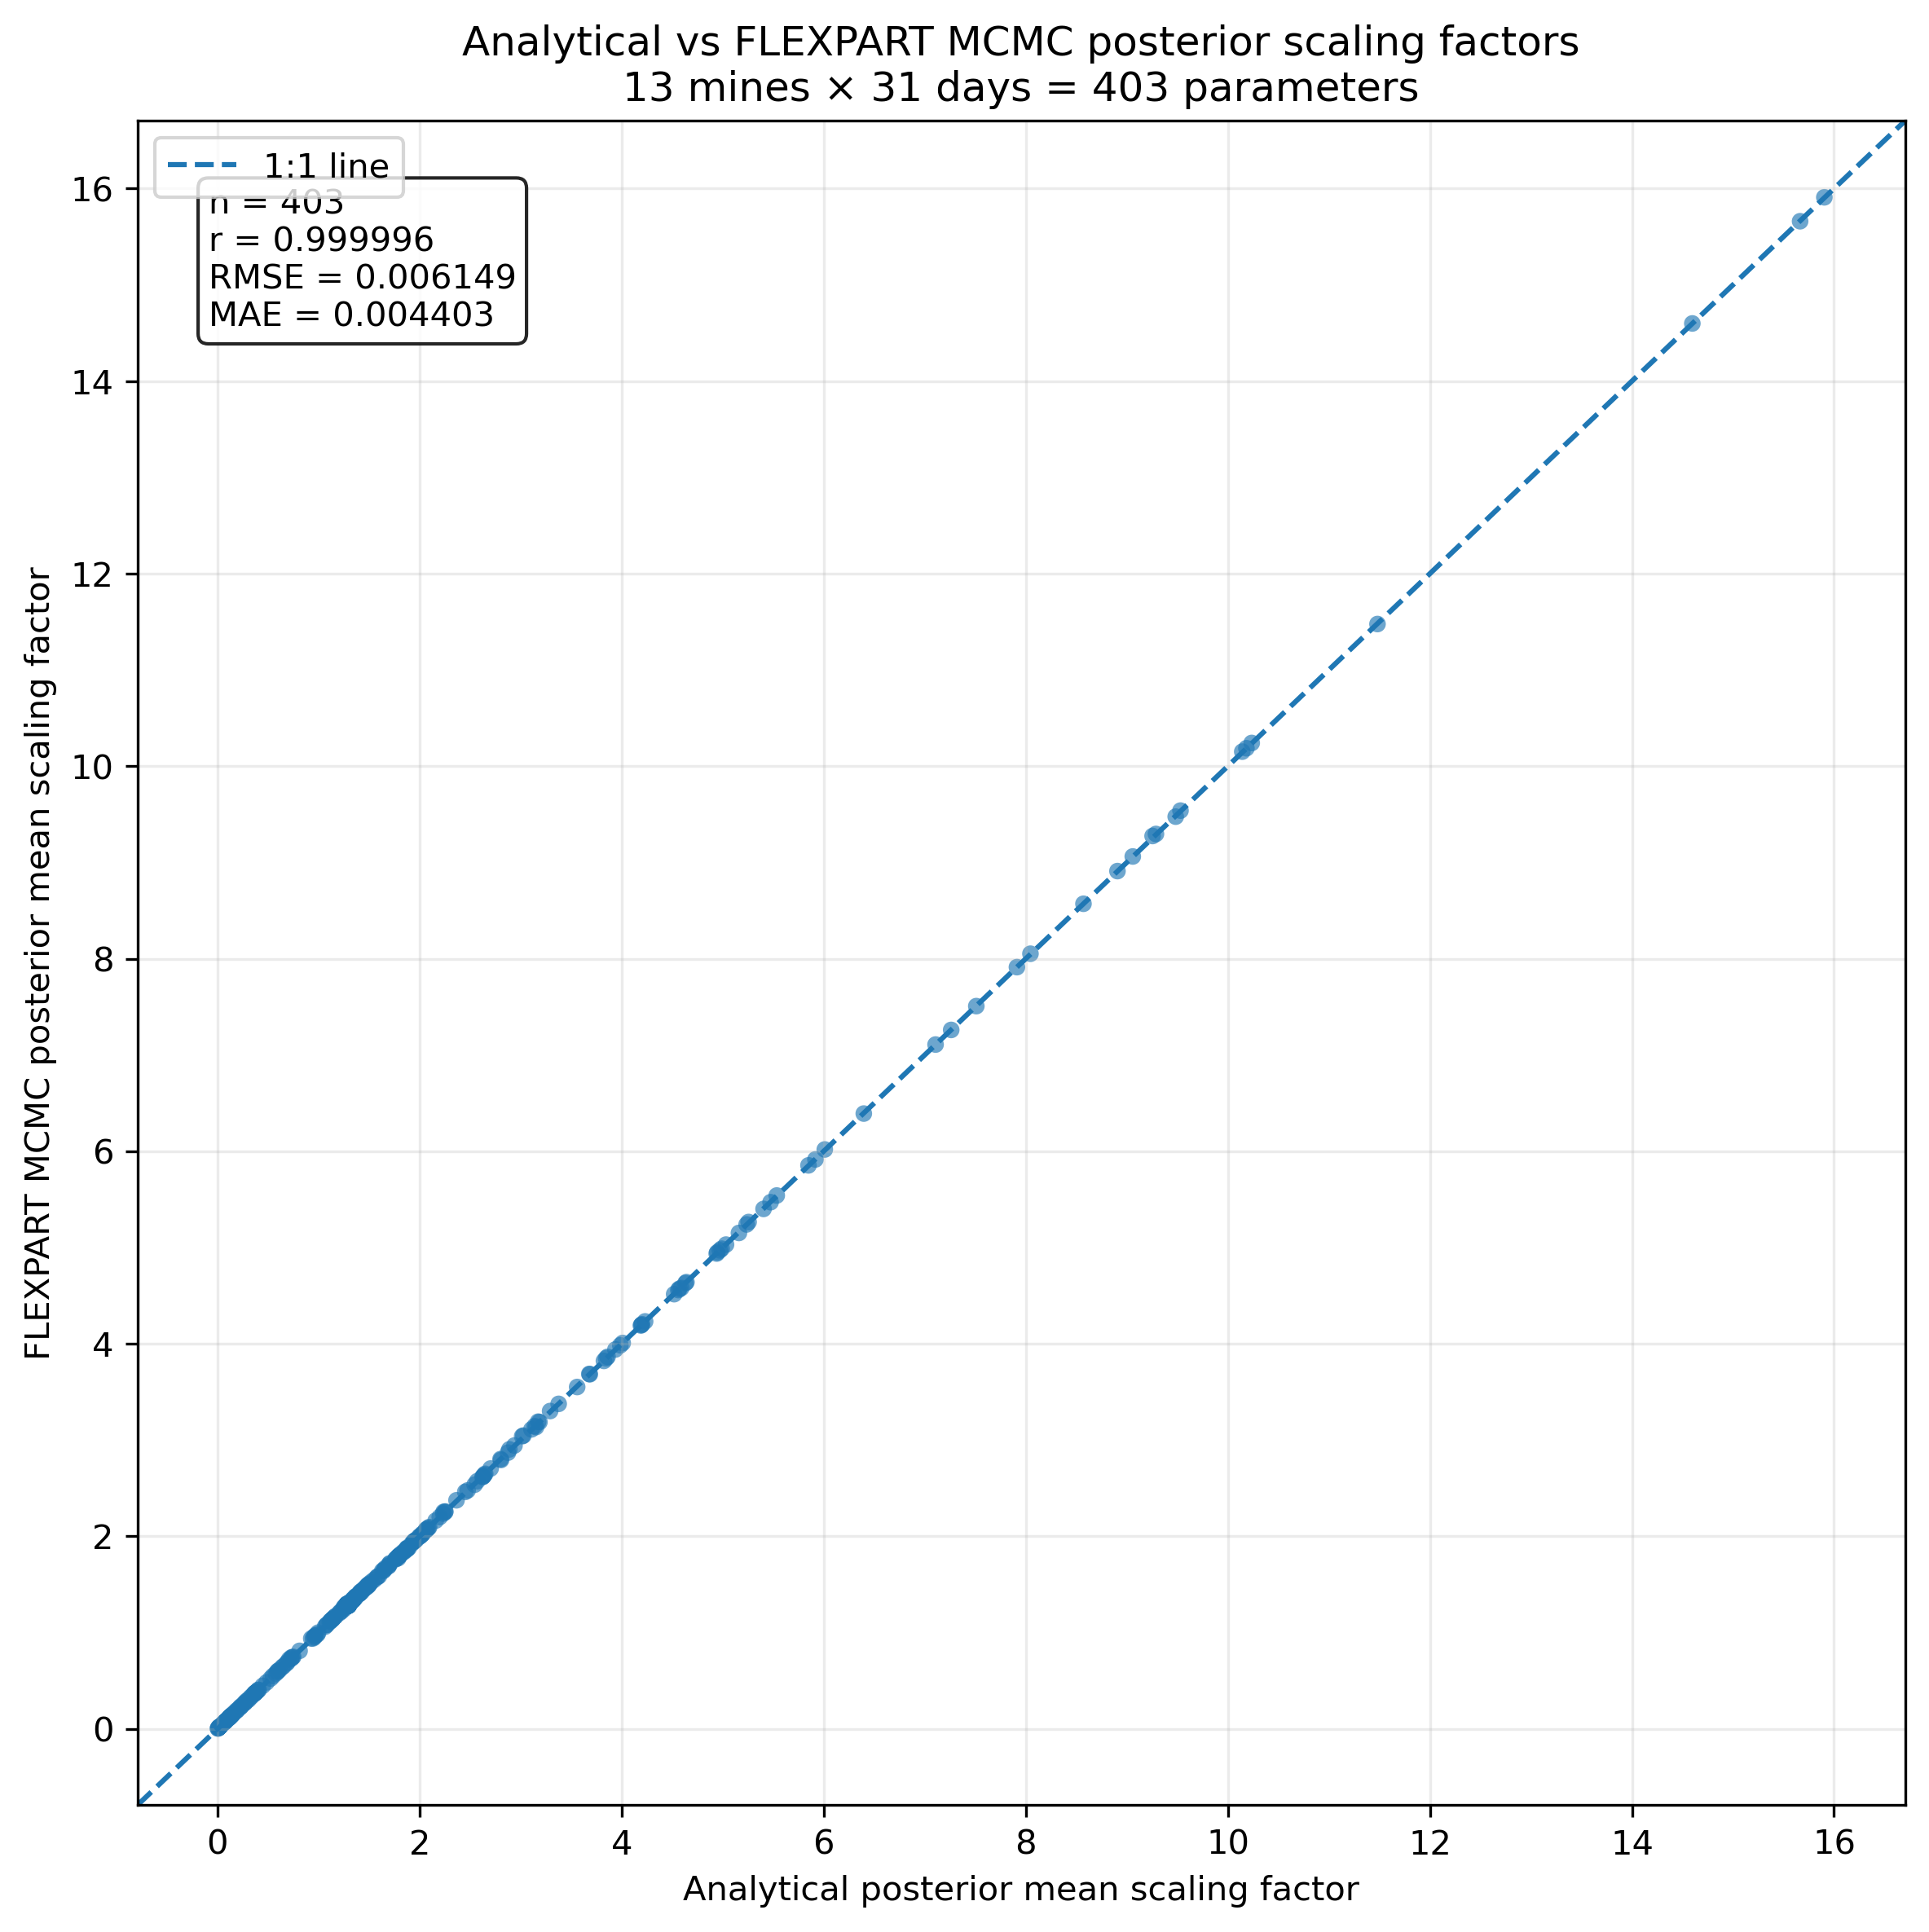 Analytical vs FLEXPART MCMC posterior scaling factors
13 mines × 31 days = 403 parameters
1:1 line
n = 403
r = 0.999996
RMSE = 0.006149
MAE = 0.004403
FLEXPART MCMC posterior mean scaling factor
16
14
12
10
8
6
4
2
0
0 2 4 6 8 10 12 14 16
Analytical posterior mean scaling factor